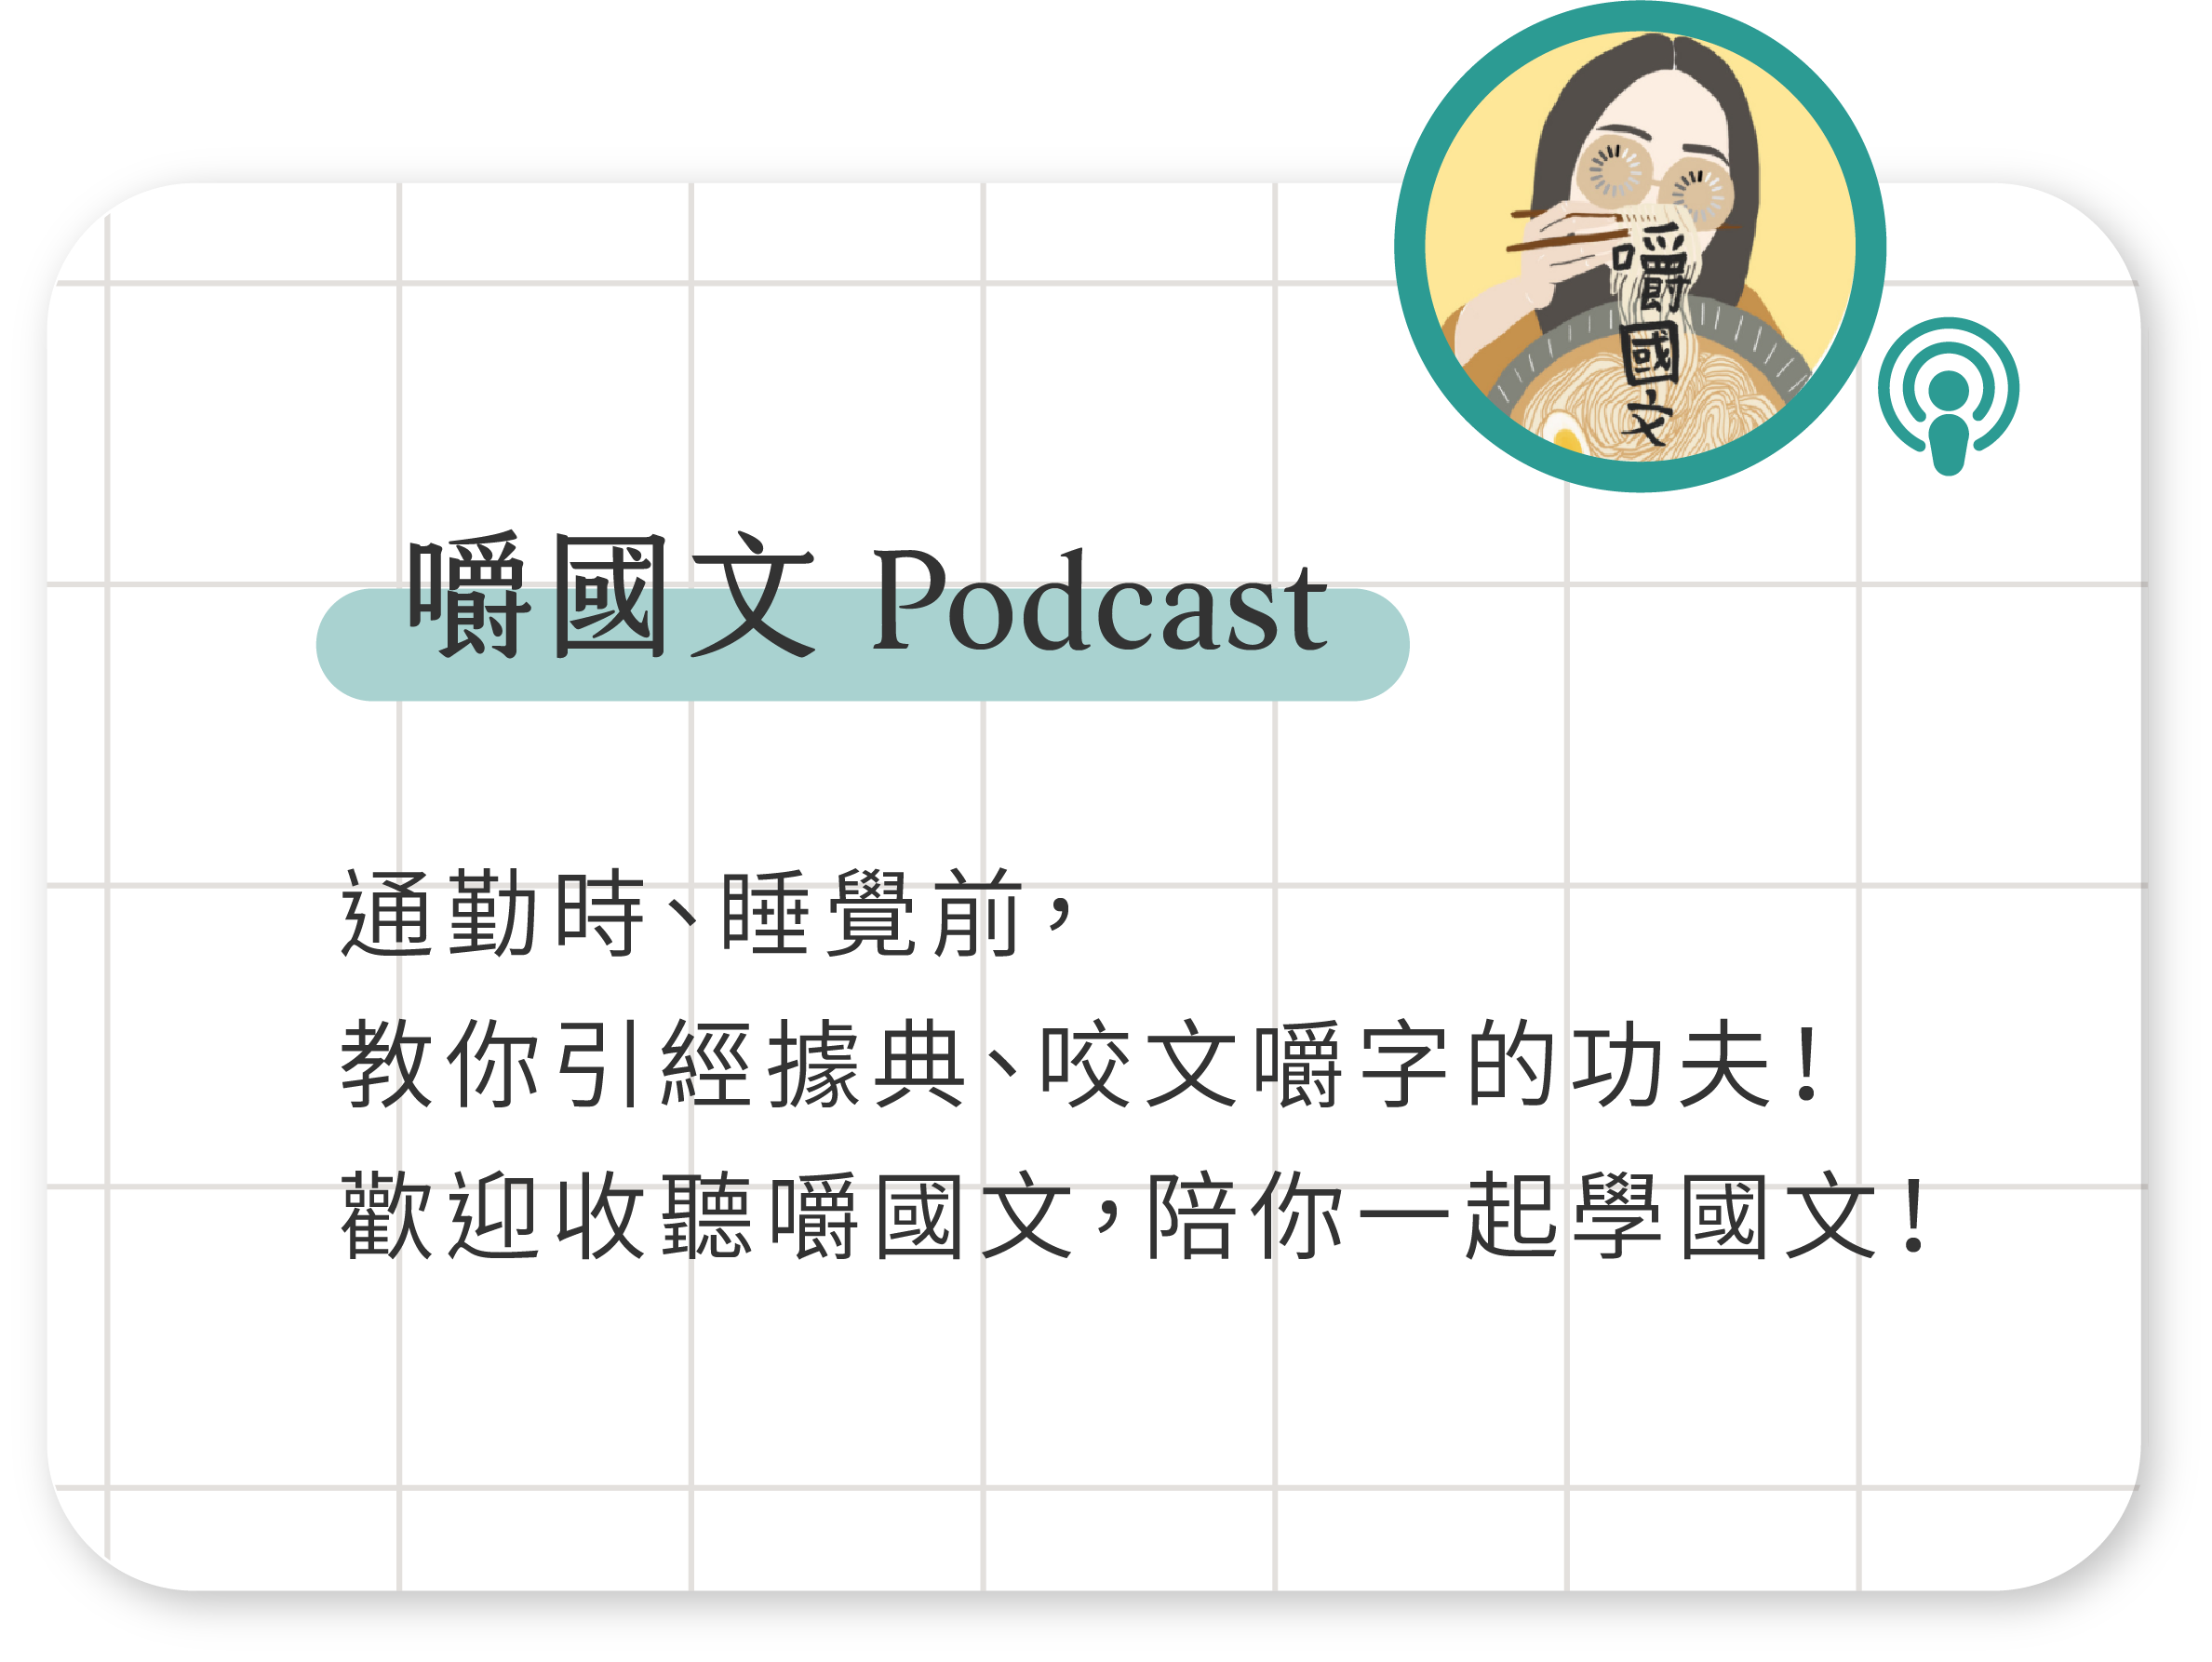 嚼國文
嚼國文 Podcast
通勤時、睡覺前，
教你引經據典、咬文嚼字的功夫！
歡迎收聽嚼國文，陪你一起學國文！